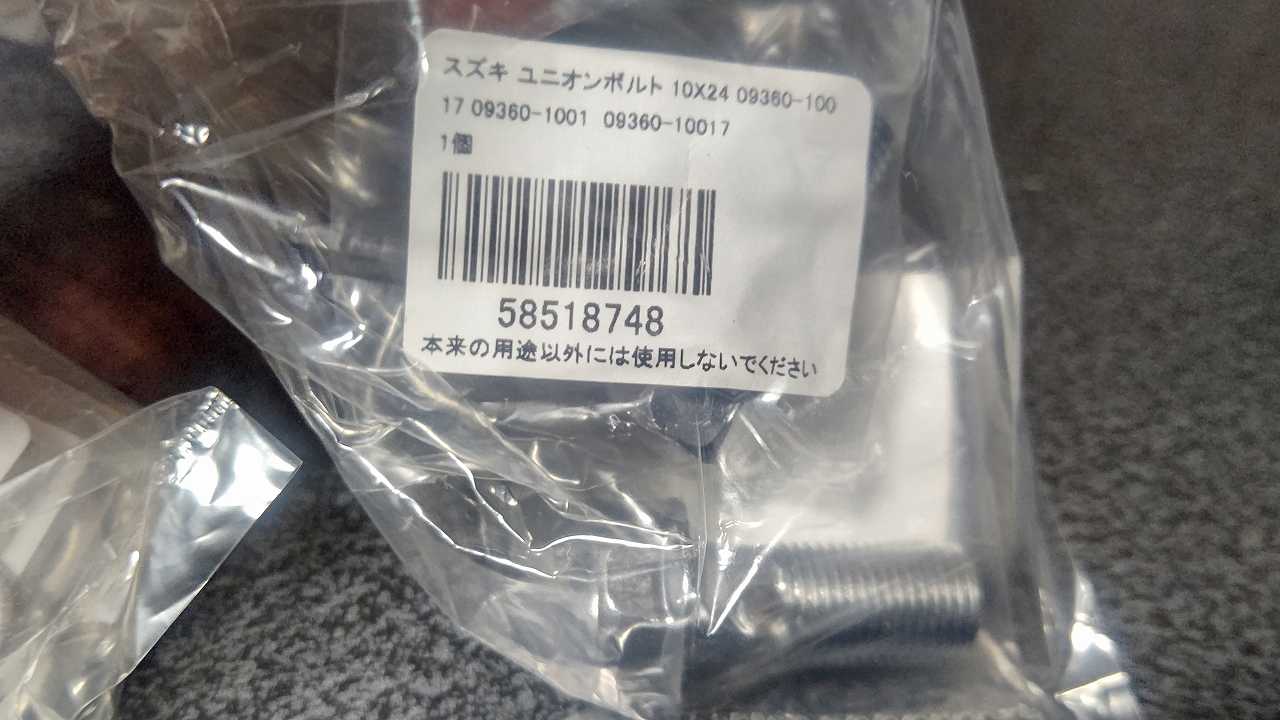 スズキ ユニオンボルト 10X24 09360-100
17 09360-1001 09360-10017
1個
58518748
本来の用途以外には使用しないでください